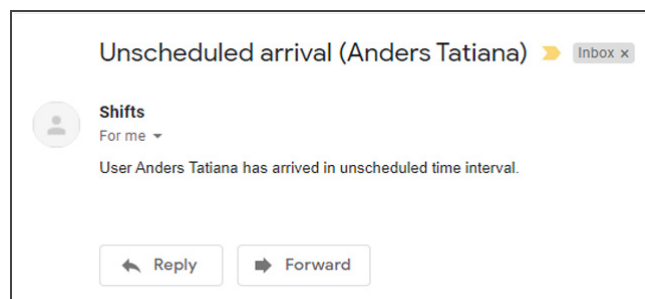 Unscheduled arrival (Anders Tatiana) Inbox x
Shifts
For me
User Anders Tatiana has arrived in unscheduled time interval.
Reply Forward